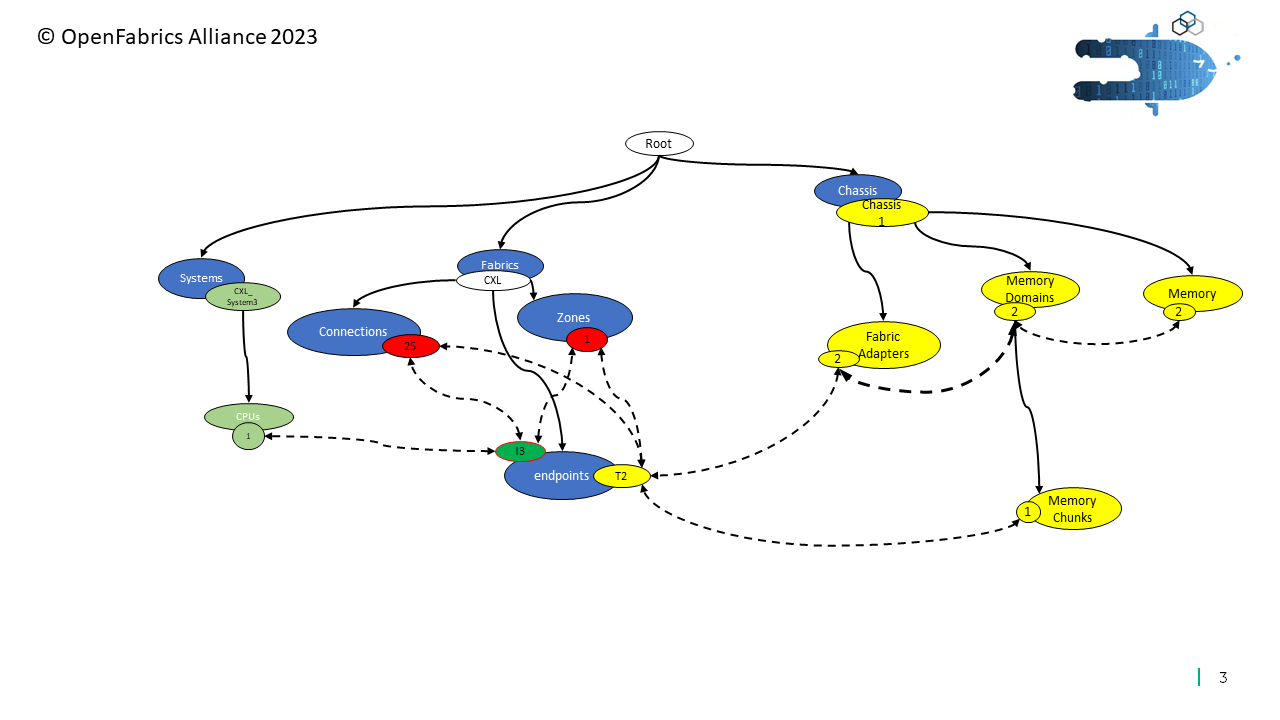 © OpenFabrics Alliance 2023
Root
Chassis
Chassis
1
Systems
CXL_
System3
Fabrics
CXL
Memory
Domains
2
Memory
2
Connections
25
Zones
1
Fabric
Adapters
2
CPUs
1
I3
endpoints
T2
Memory
Chunks
1
3